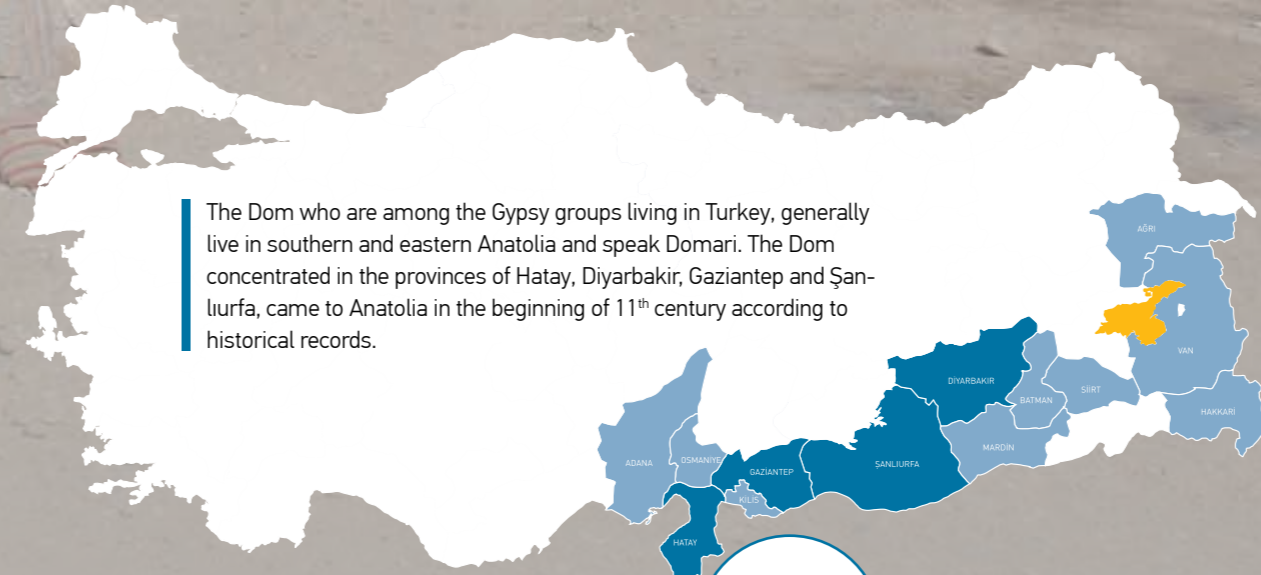 The Dom who are among the Gypsy groups living in Turkey, generally
live in southern and eastern Anatolia and speak Domari. The Dom
concentrated in the provinces of Hatay, Diyarbakir, Gaziantep and Şan-
lıurfa, came to Anatolia in the beginning of 11th century according to
historical records.
AĞRI
VAN
DİYARBAKIR
SİİRT
BATMAN
HAKKARİ
MARDİN
ADANA
OSMANİYE
GAZİANTEP
ŞANLIURFA
KİLİS
HATAY